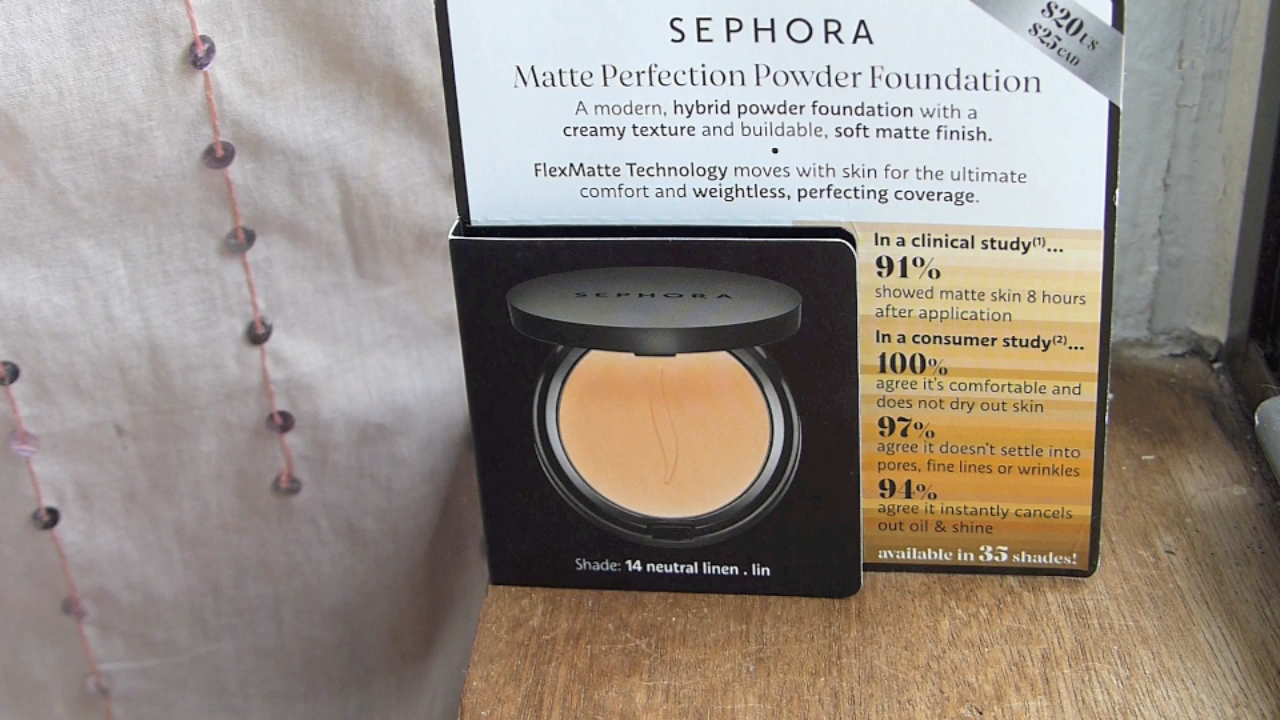 SEPHORA
$20 US
$25 CAD
Matte Perfection Powder Foundation
A modern, hybrid powder foundation with a
creamy texture and buildable, soft matte finish.
•
FlexMatte Technology moves with skin for the ultimate
comfort and weightless, perfecting coverage.
In a clinical study(1)...
91%
showed matte skin 8 hours
after application
In a consumer study(2)...
100%
agree it's comfortable and
does not dry out skin
97%
agree it doesn't settle into
pores, fine lines or wrinkles
94%
agree it instantly cancels
out oil & shine
available in 35 shades!
SEPHORA
Shade: 14 neutral linen . lin